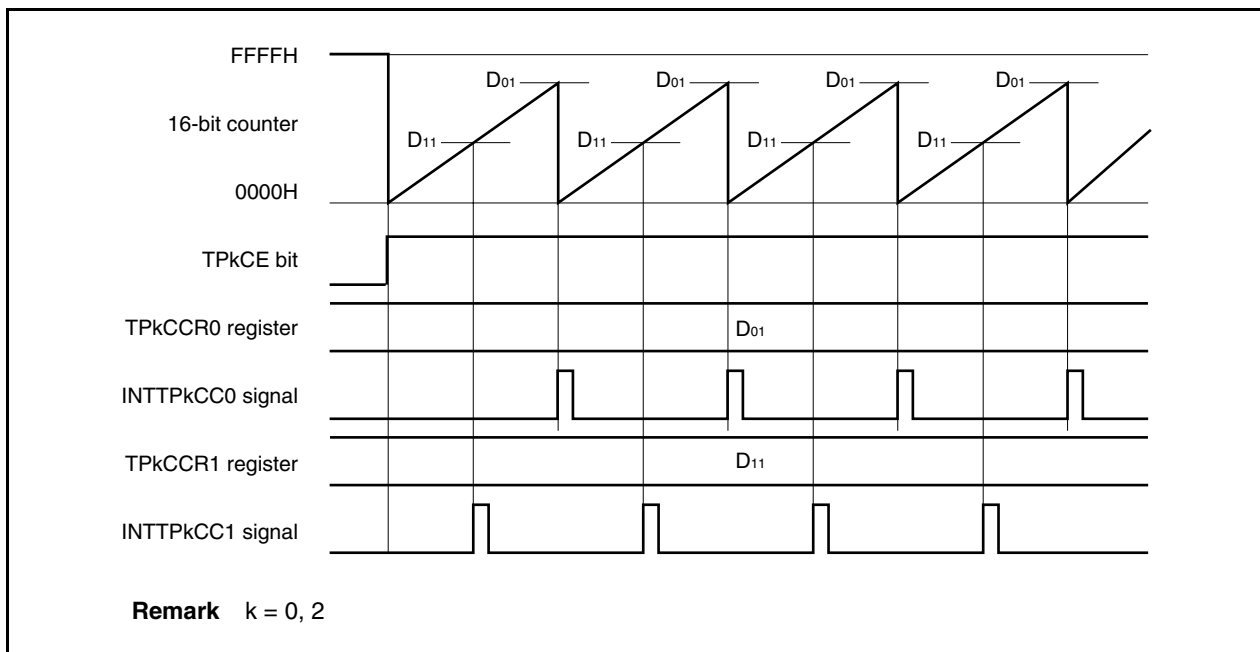 FFFFH
D01 D01 D01 D01
16-bit counter
D11 D11 D11 D11
0000H
TPkCE bit
TPkCCR0 register
D01
INTTPkCC0 signal
TPkCCR1 register
D11
INTTPkCC1 signal
Remark k = 0, 2